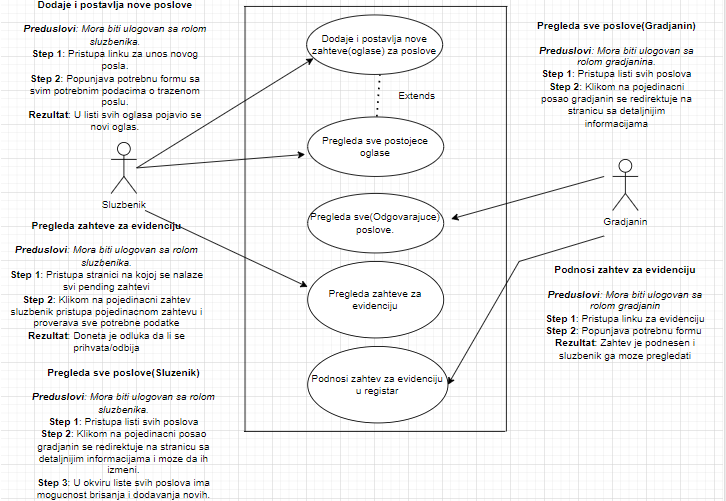 Dodaje i postavlja nove poslove
Preduslovi: Mora biti ulogovan sa rolom
sluzbenika.
Step 1: Pristupa linku za unos novog
posla.
Step 2: Popunjava potrebnu formu sa
svim potrebnim podacima o trazenom
poslu.
Rezultat: U listi svih oglasa pojavio se
novi oglas.
Sluzbenik
Pregleda zahteve za evidenciju
Preduslovi: Mora biti ulogovan sa rolom
sluzbenika.
Step 1: Pristupa stranici na kojoj se nalaze
svi pending zahtevi
Step 2: Klikom na pojedinacni zahtev
sluzbenik pristupa pojedinacnom zahtevu i
proverava sve potrebne podatke
Rezultat: Doneta je odluka da li se
prihvata/odbija
Pregleda sve poslove(Sluzenik)
Preduslovi: Mora biti ulogovan sa rolom
sluzbenika.
Step 1: Pristupa listi svih poslova
Step 2: Klikom na pojedinacni posao
gradjanin se redirektuje na stranicu sa
detaljnijim informacijama i moze da ih
izmeni.
Step 3: U okviru liste svih poslova ima
mogucnost brisanja i dodavanja novih.
Dodaje i postavlja nove
zahteve(oglase) za poslove
Extends
Pregleda sve postojece
oglase
Pregleda sve(Odgovarajuce)
poslove.
Pregleda zahteve za
evidenciju
Podnosi zahtev za evidenciju
u registar
Pregleda sve poslove(Gradjanin)
Preduslovi: Mora biti ulogovan sa
rolom gradjanina.
Step 1: Pristupa listi svih poslova
Step 2: Klikom na pojedinacni
posao gradjanin se redirektuje na
stranicu sa detaljnijim
informacijama
Gradjanin
Podnosi zahtev za evidenciju
Preduslovi: Mora biti ulogovan sa
rolom gradjanin
Step 1: Pristupa linku za evidenciju
Step 2: Popunjava potrebnu formu
Rezultat: Zahtev je podnesen i
sluzbenik ga moze pregledati